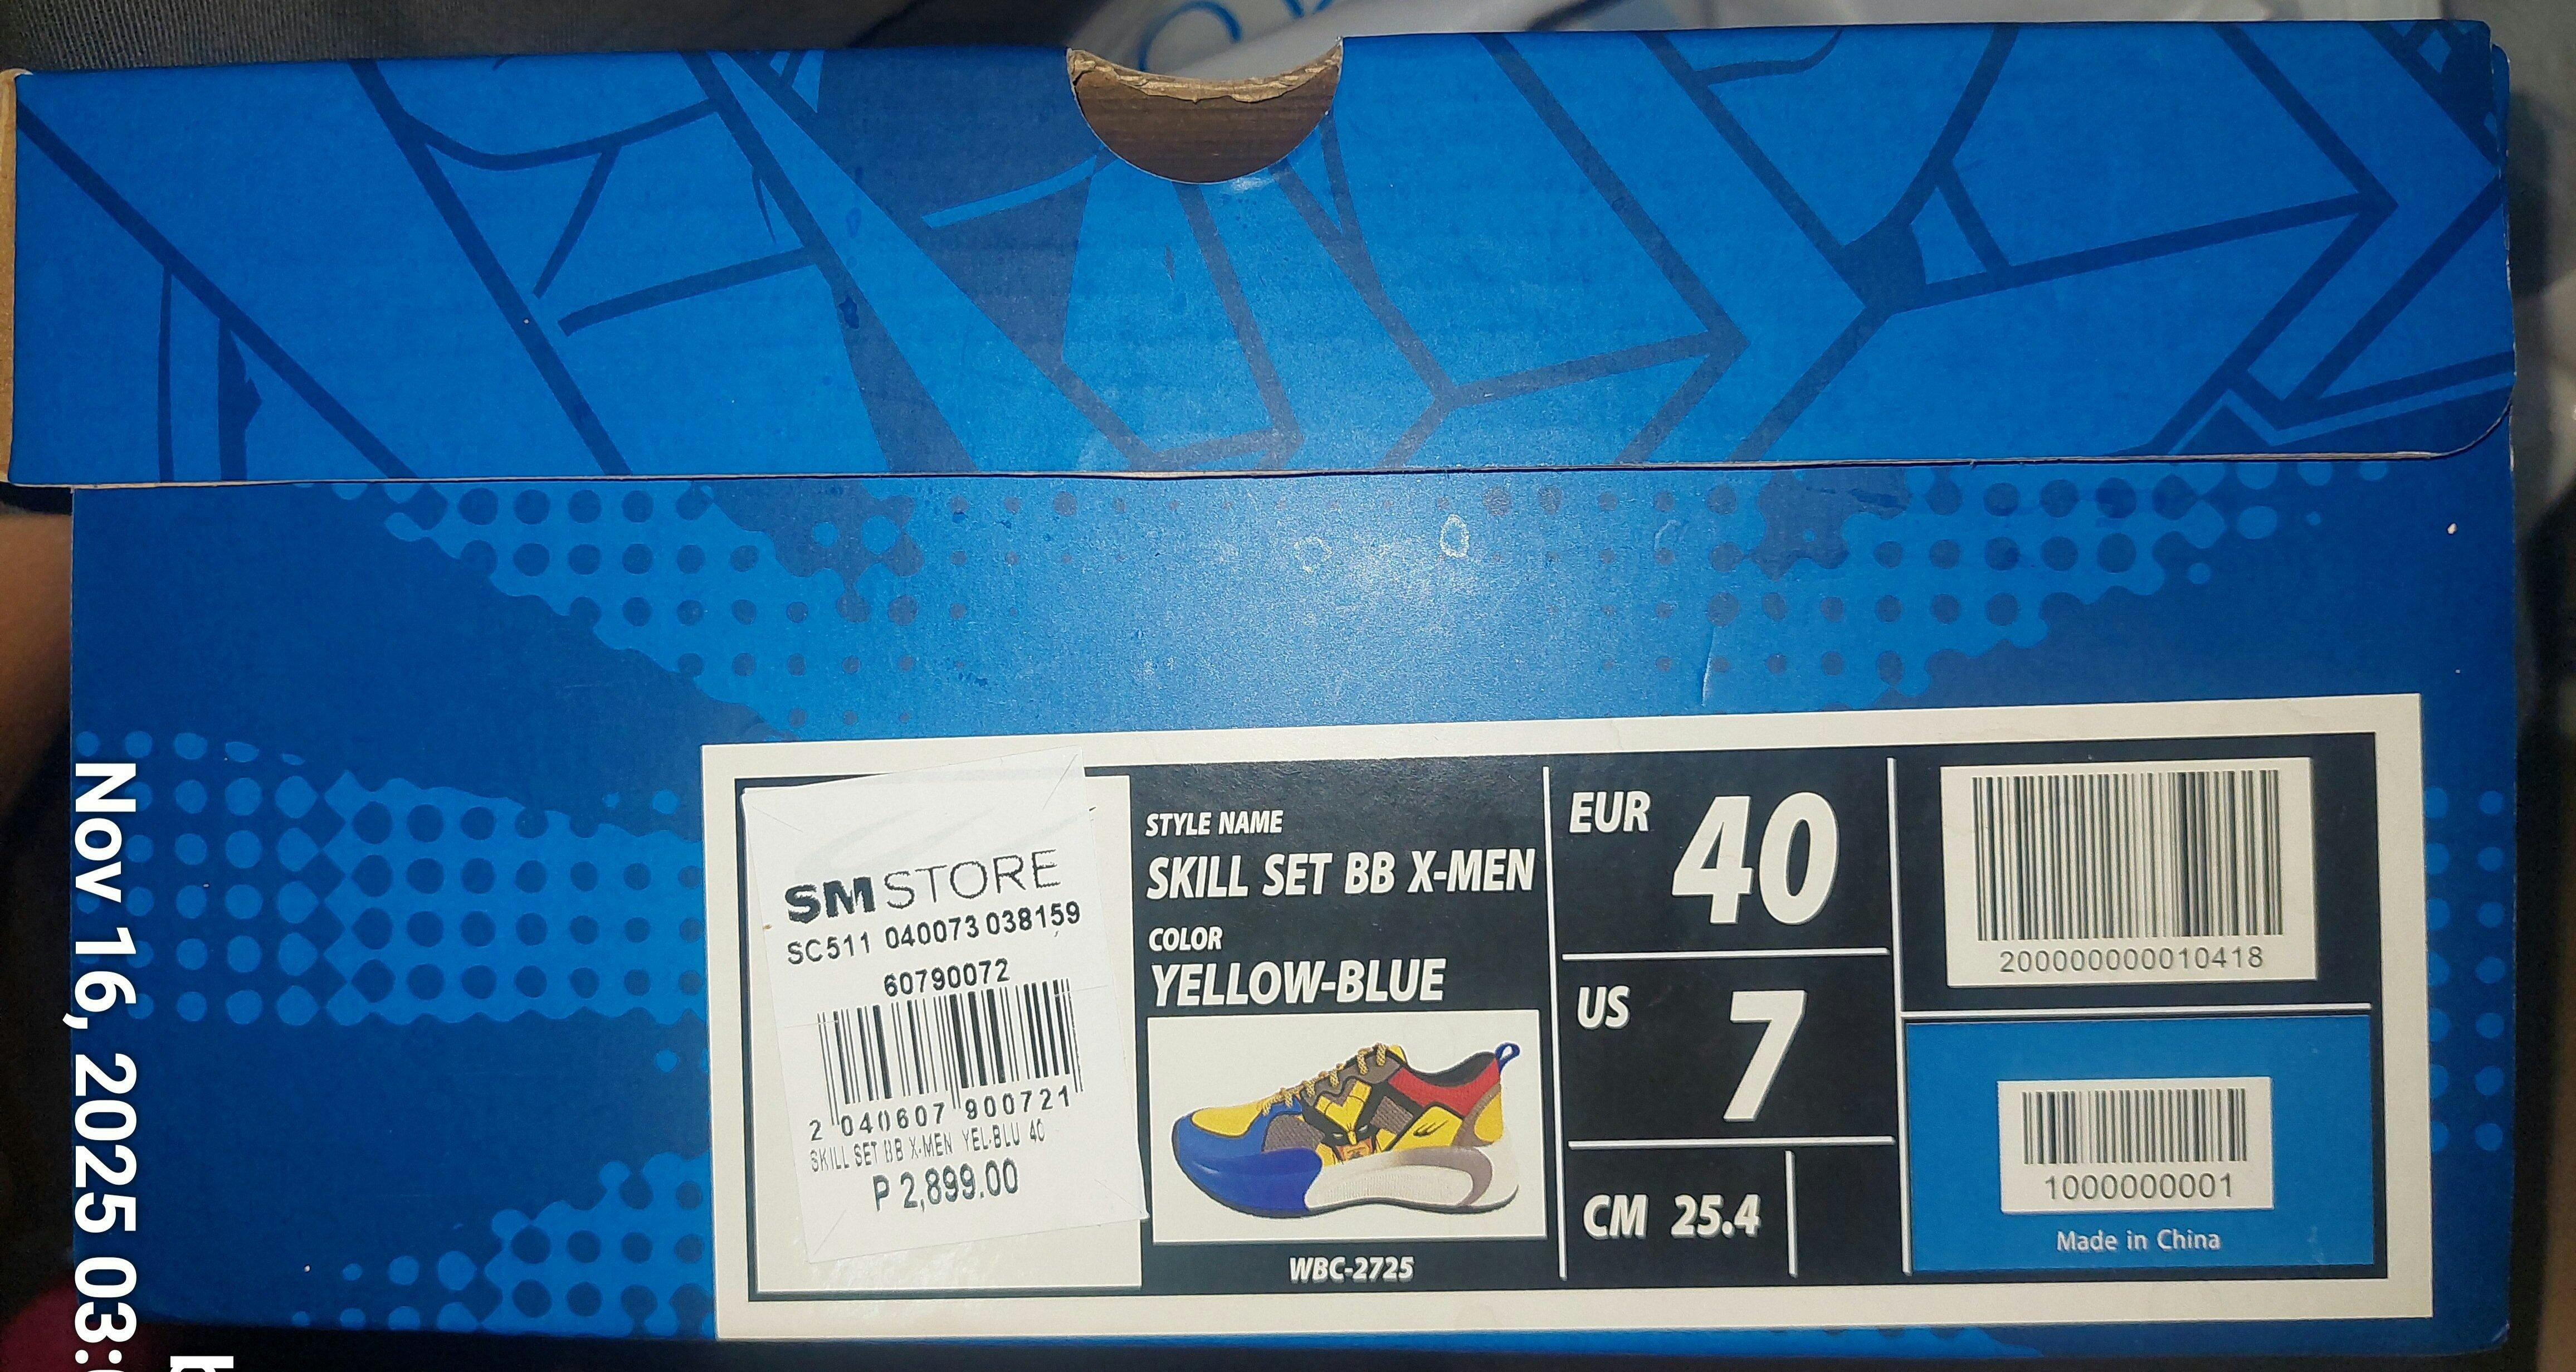 SM STORE
SC511 040073 038159
60790072
2 040607 900721
SKILL SET BB X-MEN YEL-BLU 40
P 2,899.00
STYLE NAME
SKILL SET BB X-MEN
COLOR
YELLOW-BLUE
WBC-2725
EUR 40
US 7
CM 25.4
200000000010418
1000000001
Made in China
Nov 16, 2025 03: